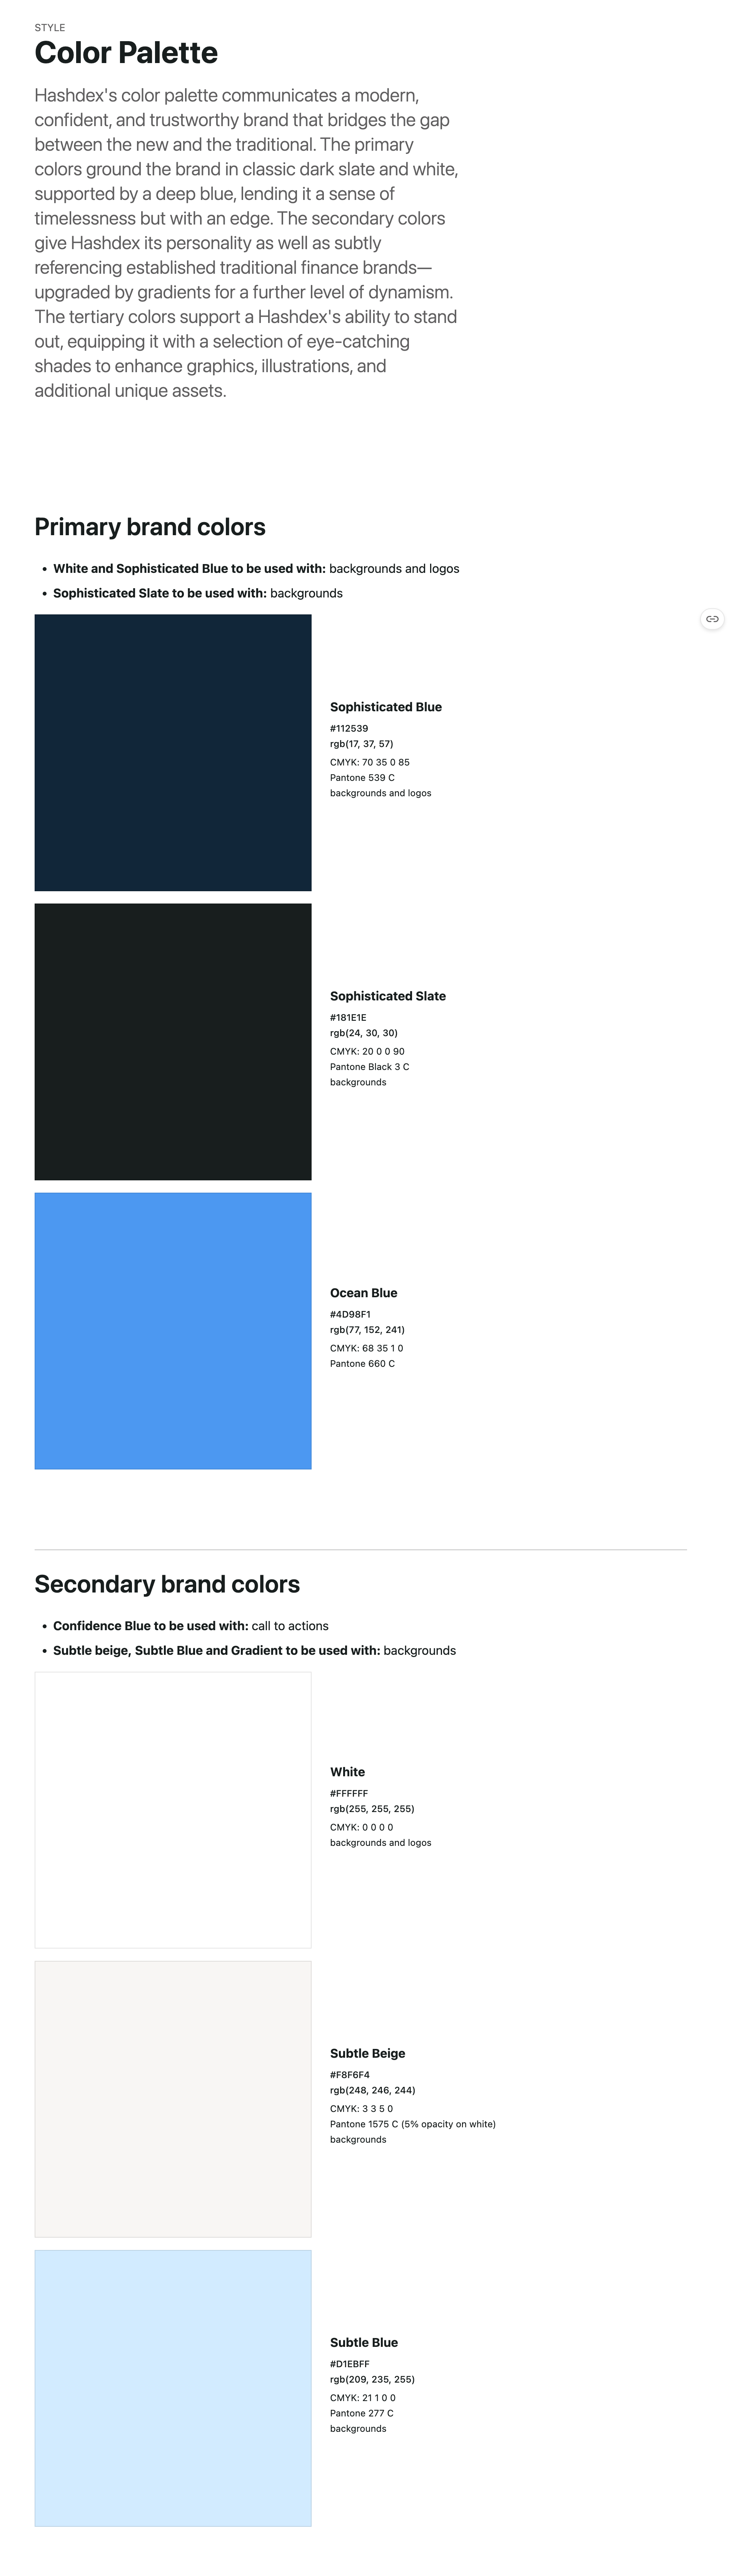 STYLE
Color Palette
Hashdex's color palette communicates a modern,
confident, and trustworthy brand that bridges the gap
between the new and the traditional. The primary
colors ground the brand in classic dark slate and white,
supported by a deep blue, lending it a sense of
timelessness but with an edge. The secondary colors
give Hashdex its personality as well as subtly
referencing established traditional finance brands—
upgraded by gradients for a further level of dynamism.
The tertiary colors support a Hashdex's ability to stand
out, equipping it with a selection of eye-catching
shades to enhance graphics, illustrations, and
additional unique assets.
Primary brand colors
• White and Sophisticated Blue to be used with: backgrounds and logos
• Sophisticated Slate to be used with: backgrounds
Sophisticated Blue
#112539
rgb(17, 37, 57)
CMYK: 70 35 0 85
Pantone 539 C
backgrounds and logos
Sophisticated Slate
#181E1E
rgb(24, 30, 30)
CMYK: 20 0 0 90
Pantone Black 3 C
backgrounds
Ocean Blue
#4D98F1
rgb(77, 152, 241)
CMYK: 68 35 1 0
Pantone 660 C
Secondary brand colors
• Confidence Blue to be used with: call to actions
• Subtle beige, Subtle Blue and Gradient to be used with: backgrounds
White
#FFFFFF
rgb(255, 255, 255)
CMYK: 0 0 0 0
backgrounds and logos
Subtle Beige
#F8F6F4
rgb(248, 246, 244)
CMYK: 3 3 5 0
Pantone 1575 C (5% opacity on white)
backgrounds
Subtle Blue
#D1EBFF
rgb(209, 235, 255)
CMYK: 21 1 0 0
Pantone 277 C
backgrounds